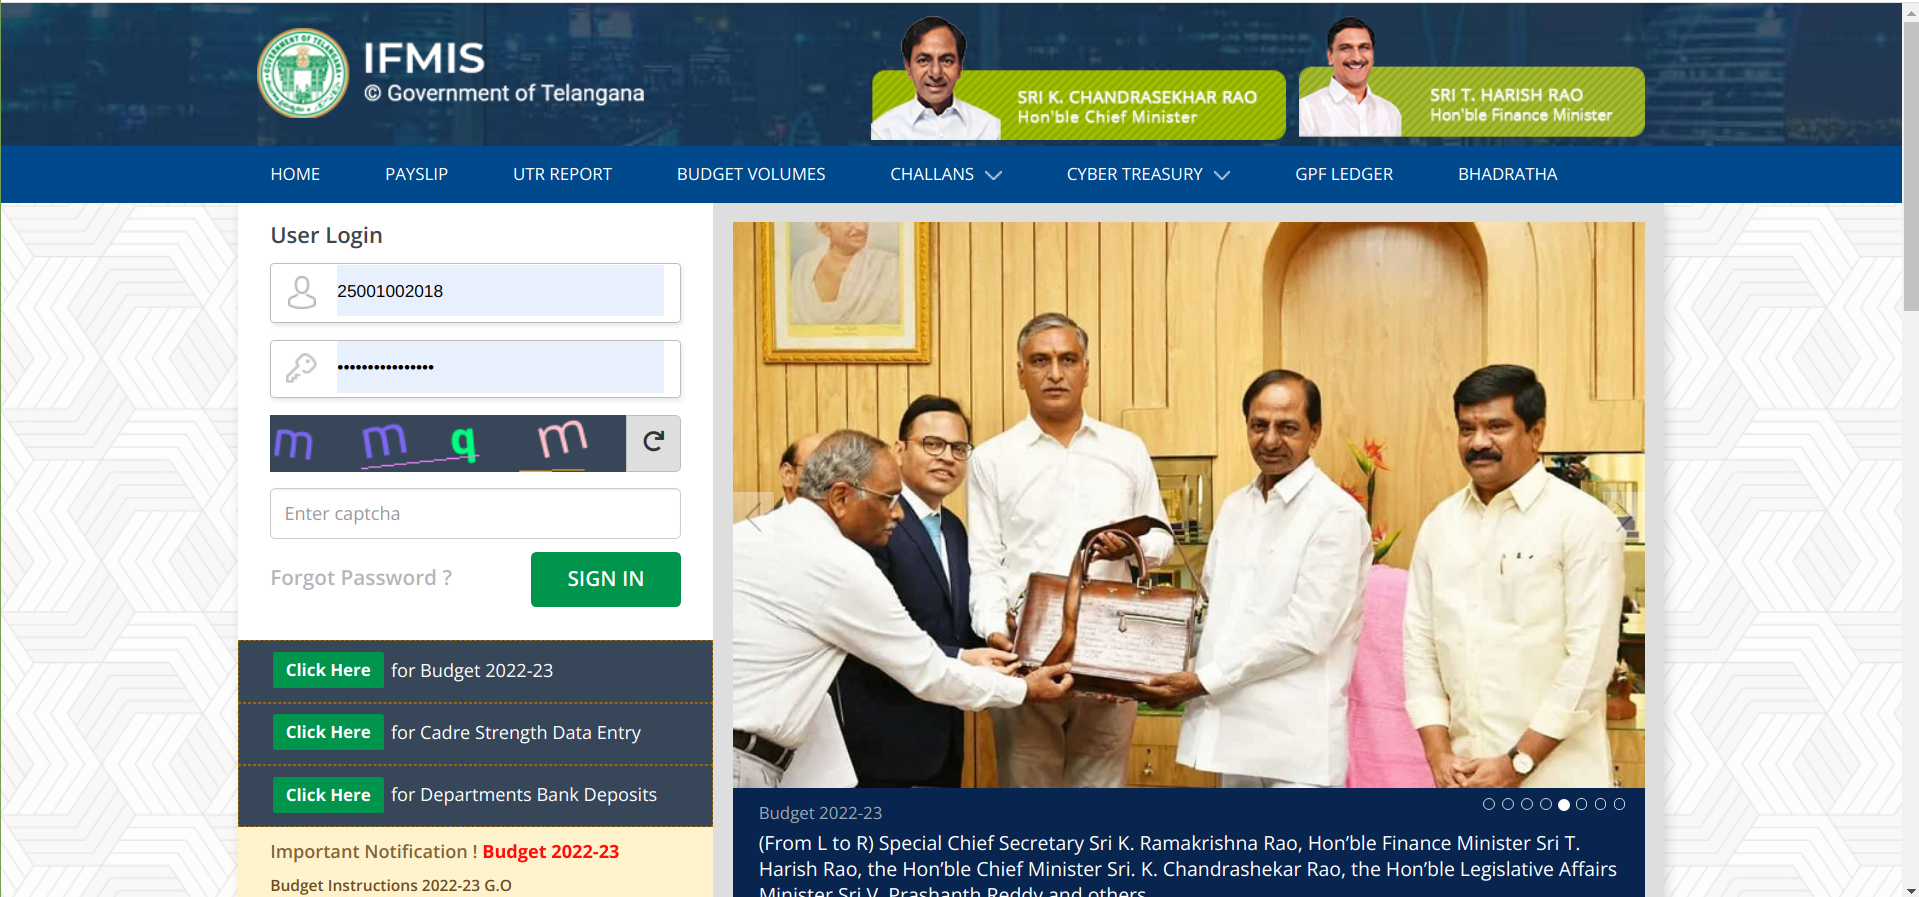 IFMIS
© Government of Telangana
SRI K. CHANDRASEKHAR RAO
Hon'ble Chief Minister
SRI T. HARISH RAO
Hon'ble Finance Minister
HOME PAYSLIP UTR REPORT BUDGET VOLUMES CHALLANS CYBER TREASURY GPF LEDGER BHADRATHA
User Login
25001002018
••••••••••••••••
m m q m
Enter captcha
Forgot Password ?
SIGN IN
Click Here for Budget 2022-23
Click Here for Cadre Strength Data Entry
Click Here for Departments Bank Deposits
Important Notification ! Budget 2022-23
Budget Instructions 2022-23 G.O
Budget 2022-23
(From L to R) Special Chief Secretary Sri K. Ramakrishna Rao, Hon’ble Finance Minister Sri T.
Harish Rao, the Hon’ble Chief Minister Sri. K. Chandrashekar Rao, the Hon’ble Legislative Affairs
Minister Sri V. Prashanth Reddy and others